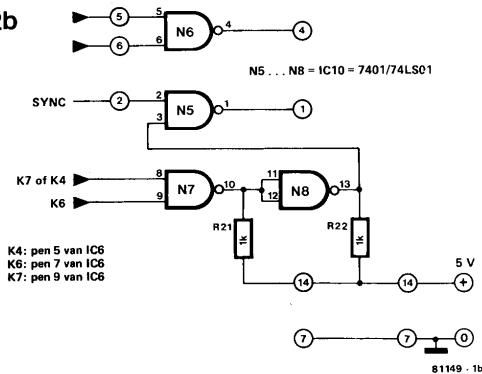 2b
5 5 N6 4 4
6 6
N5 . . . N8 = IC10 = 7401/74LS01
SYNC 2 2 N5 1 1
3
K7 of K4 8 N7 10 11 N8 13
K6 9 12
R21 1k R22 1k
K4: pen 5 van IC6
K6: pen 7 van IC6
K7: pen 9 van IC6
5 V
14 14 +
7 7 0
81149 - 1b